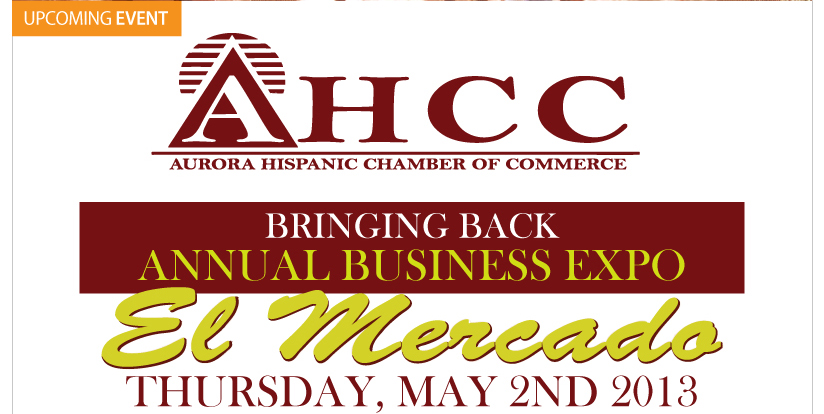 UPCOMING EVENT
AHCC
AURORA HISPANIC CHAMBER OF COMMERCE
BRINGING BACK
ANNUAL BUSINESS EXPO
El Mercado
THURSDAY, MAY 2ND 2013